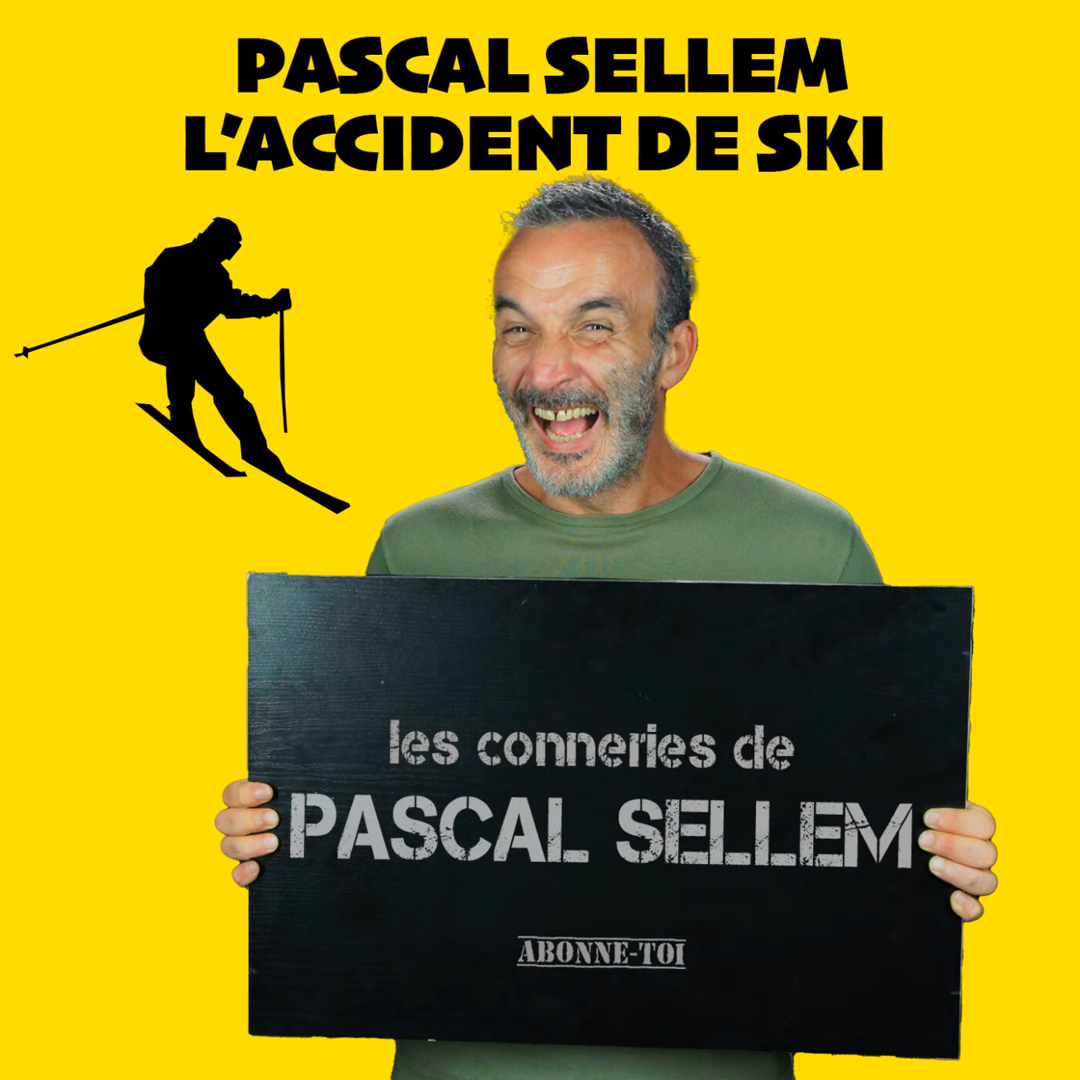 PASCAL SELLEM
L'ACCIDENT DE SKI
les conneries de
PASCAL SELLEM
ABONNE-TOI